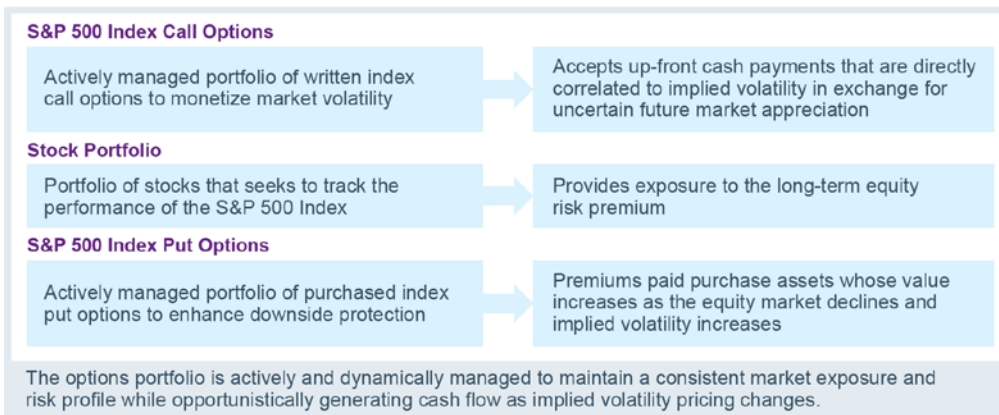 S&P 500 Index Call Options
Actively managed portfolio of written index
call options to monetize market volatility
Accepts up-front cash payments that are directly
correlated to implied volatility in exchange for
uncertain future market appreciation
Stock Portfolio
Portfolio of stocks that seeks to track the
performance of the S&P 500 Index
Provides exposure to the long-term equity
risk premium
S&P 500 Index Put Options
Actively managed portfolio of purchased index
put options to enhance downside protection
Premiums paid purchase assets whose value
increases as the equity market declines and
implied volatility increases
The options portfolio is actively and dynamically managed to maintain a consistent market exposure and
risk profile while opportunistically generating cash flow as implied volatility pricing changes.